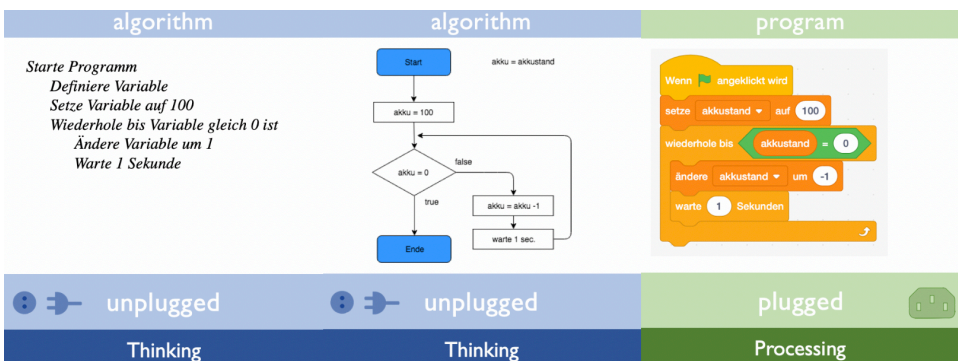 algorithm
Starte Programm
Definiere Variable
Setze Variable auf 100
Wiederhole bis Variable gleich 0 ist
Ändere Variable um 1
Warte 1 Sekunde
unplugged
Thinking
algorithm
Start
akku = akkustand
akku = 100
akku = 0
false
true
akku = akku -1
warte 1 sec.
Ende
unplugged
Thinking
program
Wenn angeklickt wird
setze akkustand auf 100
wiederhole bis akkustand = 0
ändere akkustand um -1
warte 1 Sekunden
plugged
Processing